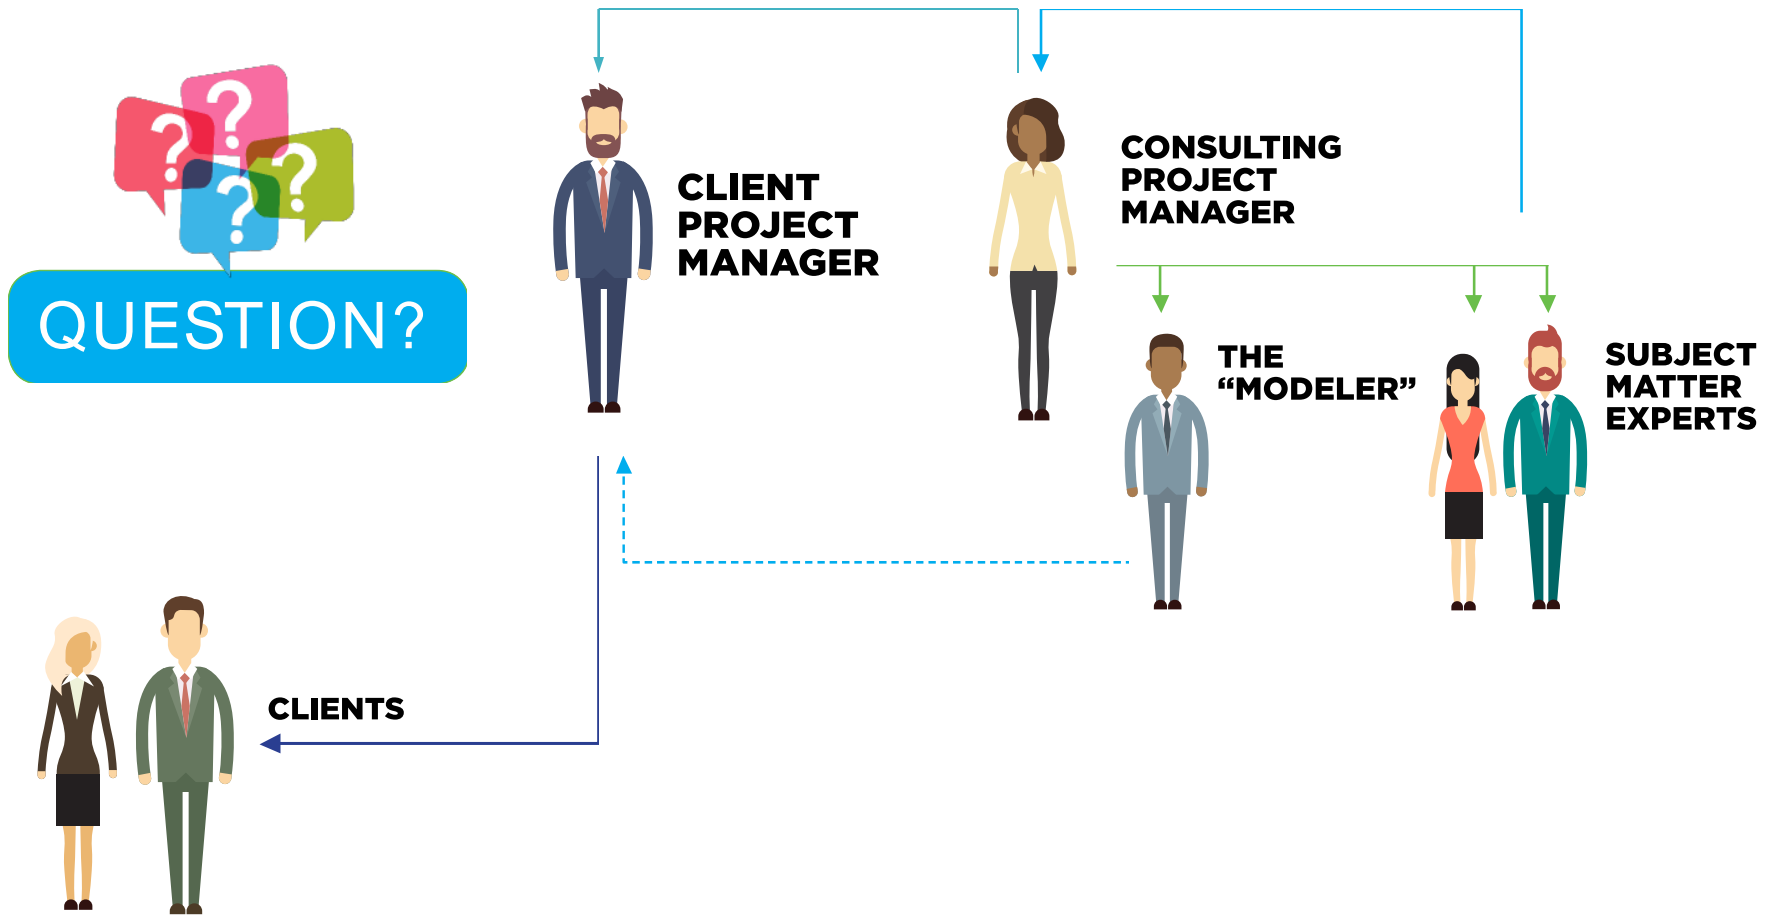 ?
?
?
?
QUESTION?
CLIENT
PROJECT
MANAGER
CONSULTING
PROJECT
MANAGER
THE
“MODELER”
SUBJECT
MATTER
EXPERTS
CLIENTS